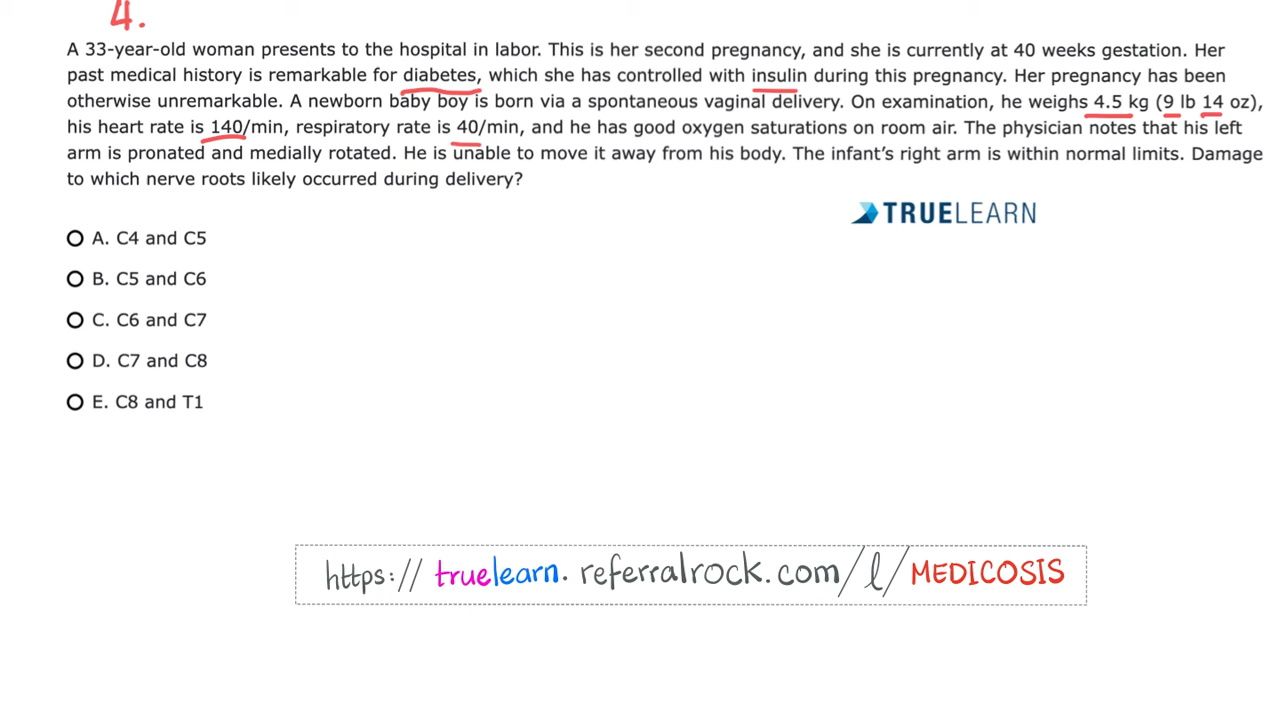 4.
A 33-year-old woman presents to the hospital in labor. This is her second pregnancy, and she is currently at 40 weeks gestation. Her
past medical history is remarkable for diabetes, which she has controlled with insulin during this pregnancy. Her pregnancy has been
otherwise unremarkable. A newborn baby boy is born via a spontaneous vaginal delivery. On examination, he weighs 4.5 kg (9 lb 14 oz),
his heart rate is 140/min, respiratory rate is 40/min, and he has good oxygen saturations on room air. The physician notes that his left
arm is pronated and medially rotated. He is unable to move it away from his body. The infant's right arm is within normal limits. Damage
to which nerve roots likely occurred during delivery?
TRUELEARN
A. C4 and C5
B. C5 and C6
C. C6 and C7
D. C7 and C8
E. C8 and T1
https://truelearn.referralrock.com/l/MEDICOSIS